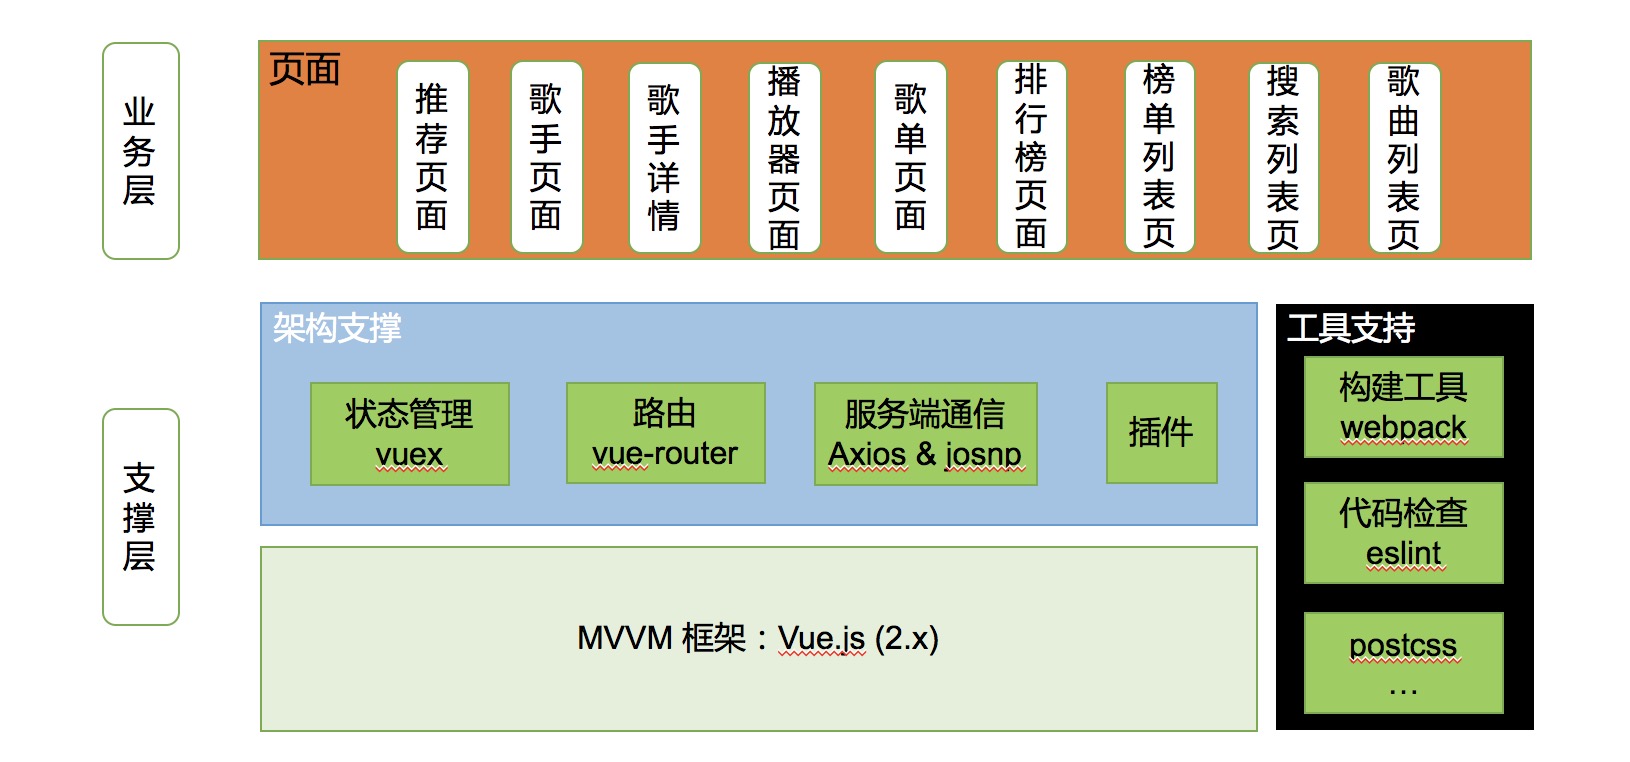 业务层
页面
推荐页面
歌手页面
歌手详情
播放器页面
歌单页面
排行榜页面
榜单列表页
搜索列表页
歌曲列表页
支撑层
架构支撑
状态管理
vuex
路由
vue-router
服务端通信
Axios & josnp
插件
MVVM 框架：Vue.js (2.x)
工具支持
构建工具
webpack
代码检查
eslint
postcss
…